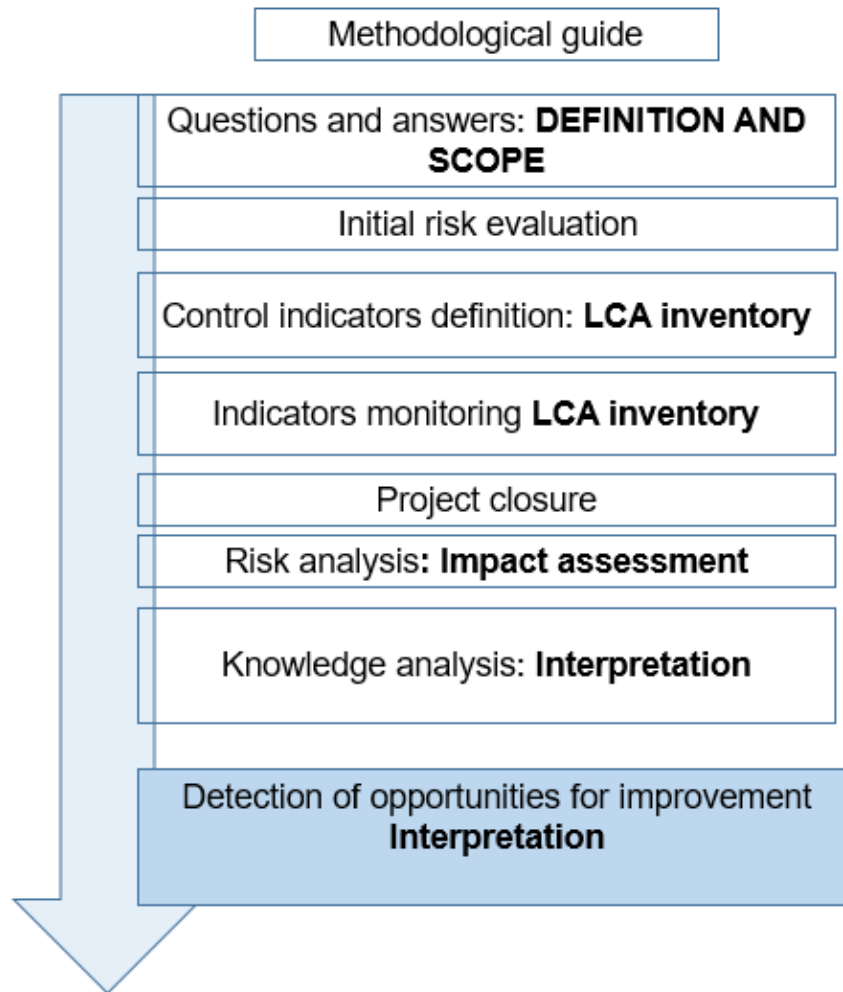 Methodological guide
Questions and answers: DEFINITION AND
SCOPE
Initial risk evaluation
Control indicators definition: LCA inventory
Indicators monitoring LCA inventory
Project closure
Risk analysis: Impact assessment
Knowledge analysis: Interpretation
Detection of opportunities for improvement
Interpretation